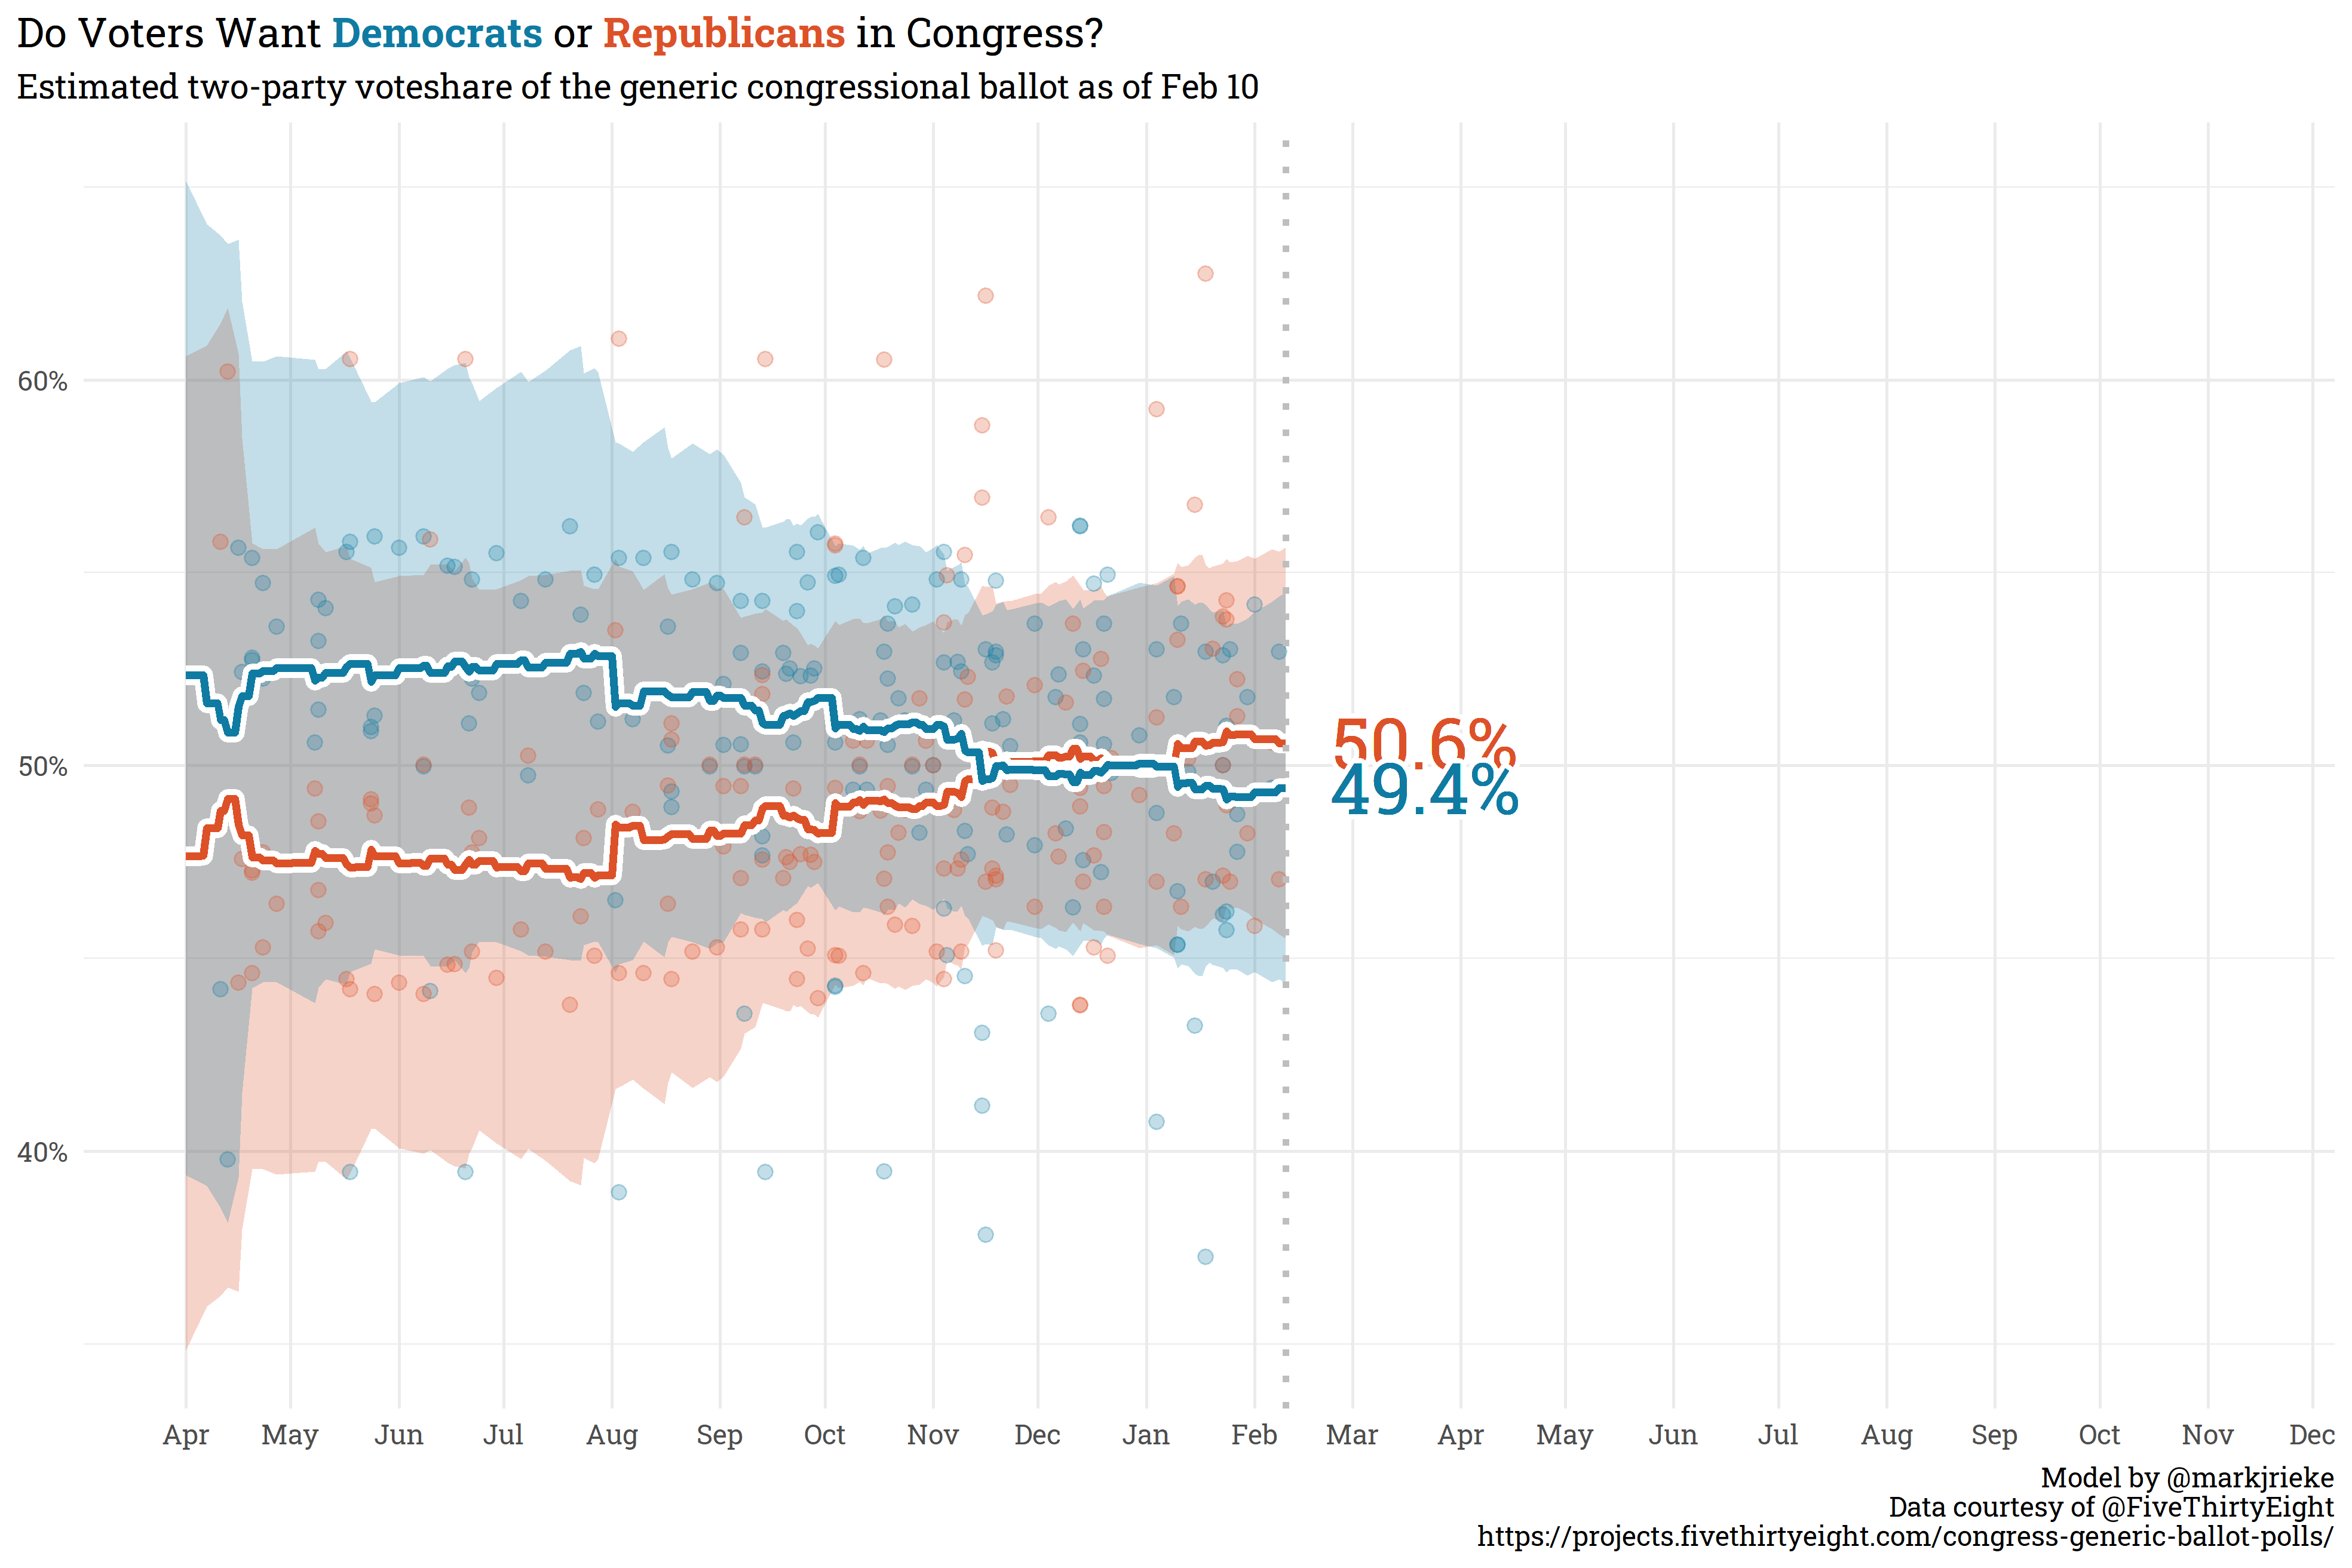 Do Voters Want Democrats or Republicans in Congress?
Estimated two-party voteshare of the generic congressional ballot as of Feb 10
60%
50%
40%
50.6%
49.4%
Apr May Jun Jul Aug Sep Oct Nov Dec Jan Feb Mar Apr May Jun Jul Aug Sep Oct Nov Dec
Model by @markjrieke
Data courtesy of @FiveThirtyEight
https://projects.fivethirtyeight.com/congress-generic-ballot-polls/